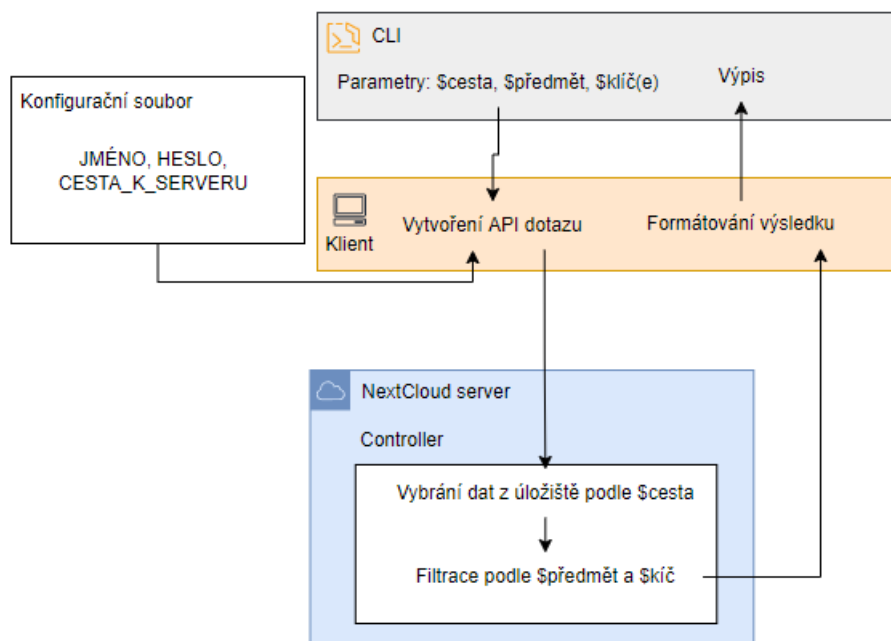 CLI
Parametry: $cesta, $předmět, $klíč(e)
Výpis
Konfigurační soubor
JMÉNO, HESLO,
CESTA_K_SERVERU
Klient
Vytvoření API dotazu
Formátování výsledku
NextCloud server
Controller
Vybrání dat z úložiště podle $cesta
Filtrace podle $předmět a $kíč